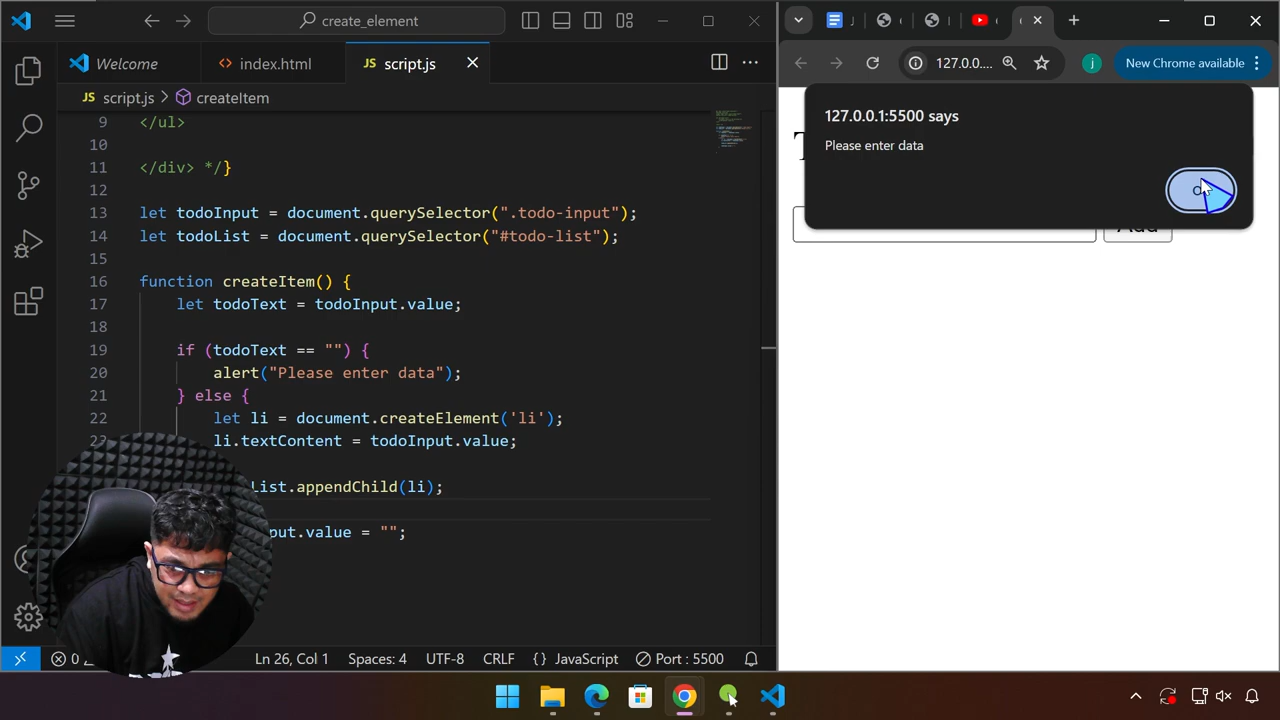 create_element
Welcome
index.html
JS script.js
JS script.js > createItem
9 </ul>
10
11 </div> */}
12
13 let todoInput = document.querySelector(".todo-input");
14 let todoList = document.querySelector("#todo-list");
15
16 function createItem() {
17 let todoText = todoInput.value;
18
19 if (todoText == "") {
20 alert("Please enter data");
21 } else {
22 let li = document.createElement('li');
li.textContent = todoInput.value;
List.appendChild(li);
.value = "";
0
Ln 26, Col 1
Spaces: 4
UTF-8
CRLF
{ } JavaScript
Port : 5500
127.0.0....
j
New Chrome available
127.0.0.1:5500 says
Please enter data
Add